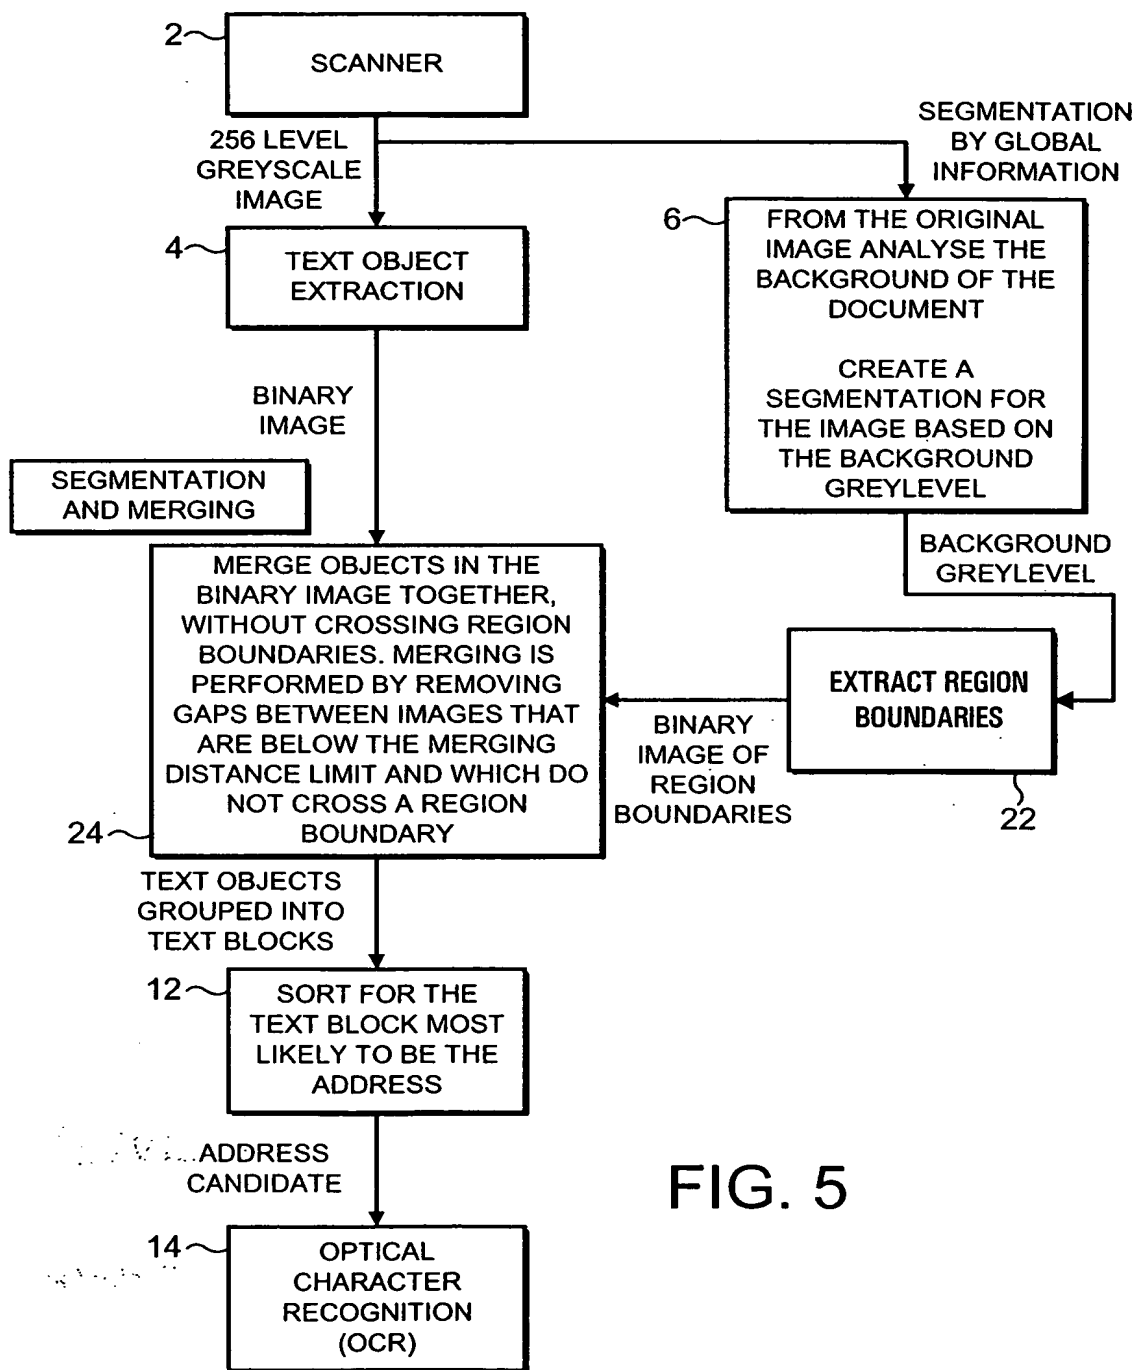 2
SCANNER
256 LEVEL
GREYSCALE
IMAGE
SEGMENTATION
BY GLOBAL
INFORMATION
4
TEXT OBJECT
EXTRACTION
6
FROM THE ORIGINAL
IMAGE ANALYSE THE
BACKGROUND OF THE
DOCUMENT
CREATE A
SEGMENTATION FOR
THE IMAGE BASED ON
THE BACKGROUND
GREYLEVEL
BINARY
IMAGE
SEGMENTATION
AND MERGING
BACKGROUND
GREYLEVEL
MERGE OBJECTS IN THE
BINARY IMAGE TOGETHER,
WITHOUT CROSSING REGION
BOUNDARIES. MERGING IS
PERFORMED BY REMOVING
GAPS BETWEEN IMAGES THAT
ARE BELOW THE MERGING
DISTANCE LIMIT AND WHICH DO
NOT CROSS A REGION
BOUNDARY
24
EXTRACT REGION
BOUNDARIES
22
BINARY
IMAGE OF
REGION
BOUNDARIES
TEXT OBJECTS
GROUPED INTO
TEXT BLOCKS
12
SORT FOR THE
TEXT BLOCK MOST
LIKELY TO BE THE
ADDRESS
ADDRESS
CANDIDATE
14
OPTICAL
CHARACTER
RECOGNITION
(OCR)
FIG. 5